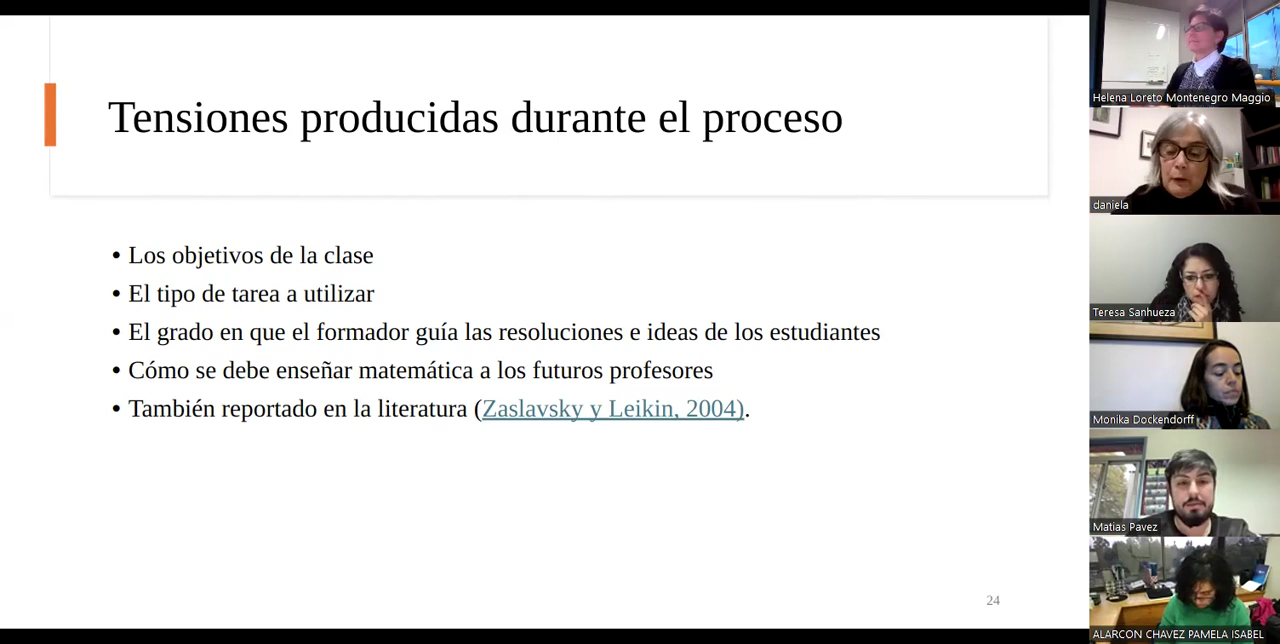 Tensiones producidas durante el proceso
• Los objetivos de la clase
• El tipo de tarea a utilizar
• El grado en que el formador guía las resoluciones e ideas de los estudiantes
• Cómo se debe enseñar matemática a los futuros profesores
• También reportado en la literatura (Zaslavsky y Leikin, 2004).
24
Helena Loreto Montenegro Maggio
daniela
Teresa Sanhueza
Monika Dockendorff
Matias Pavez
ALARCON CHAVEZ PAMELA ISABEL